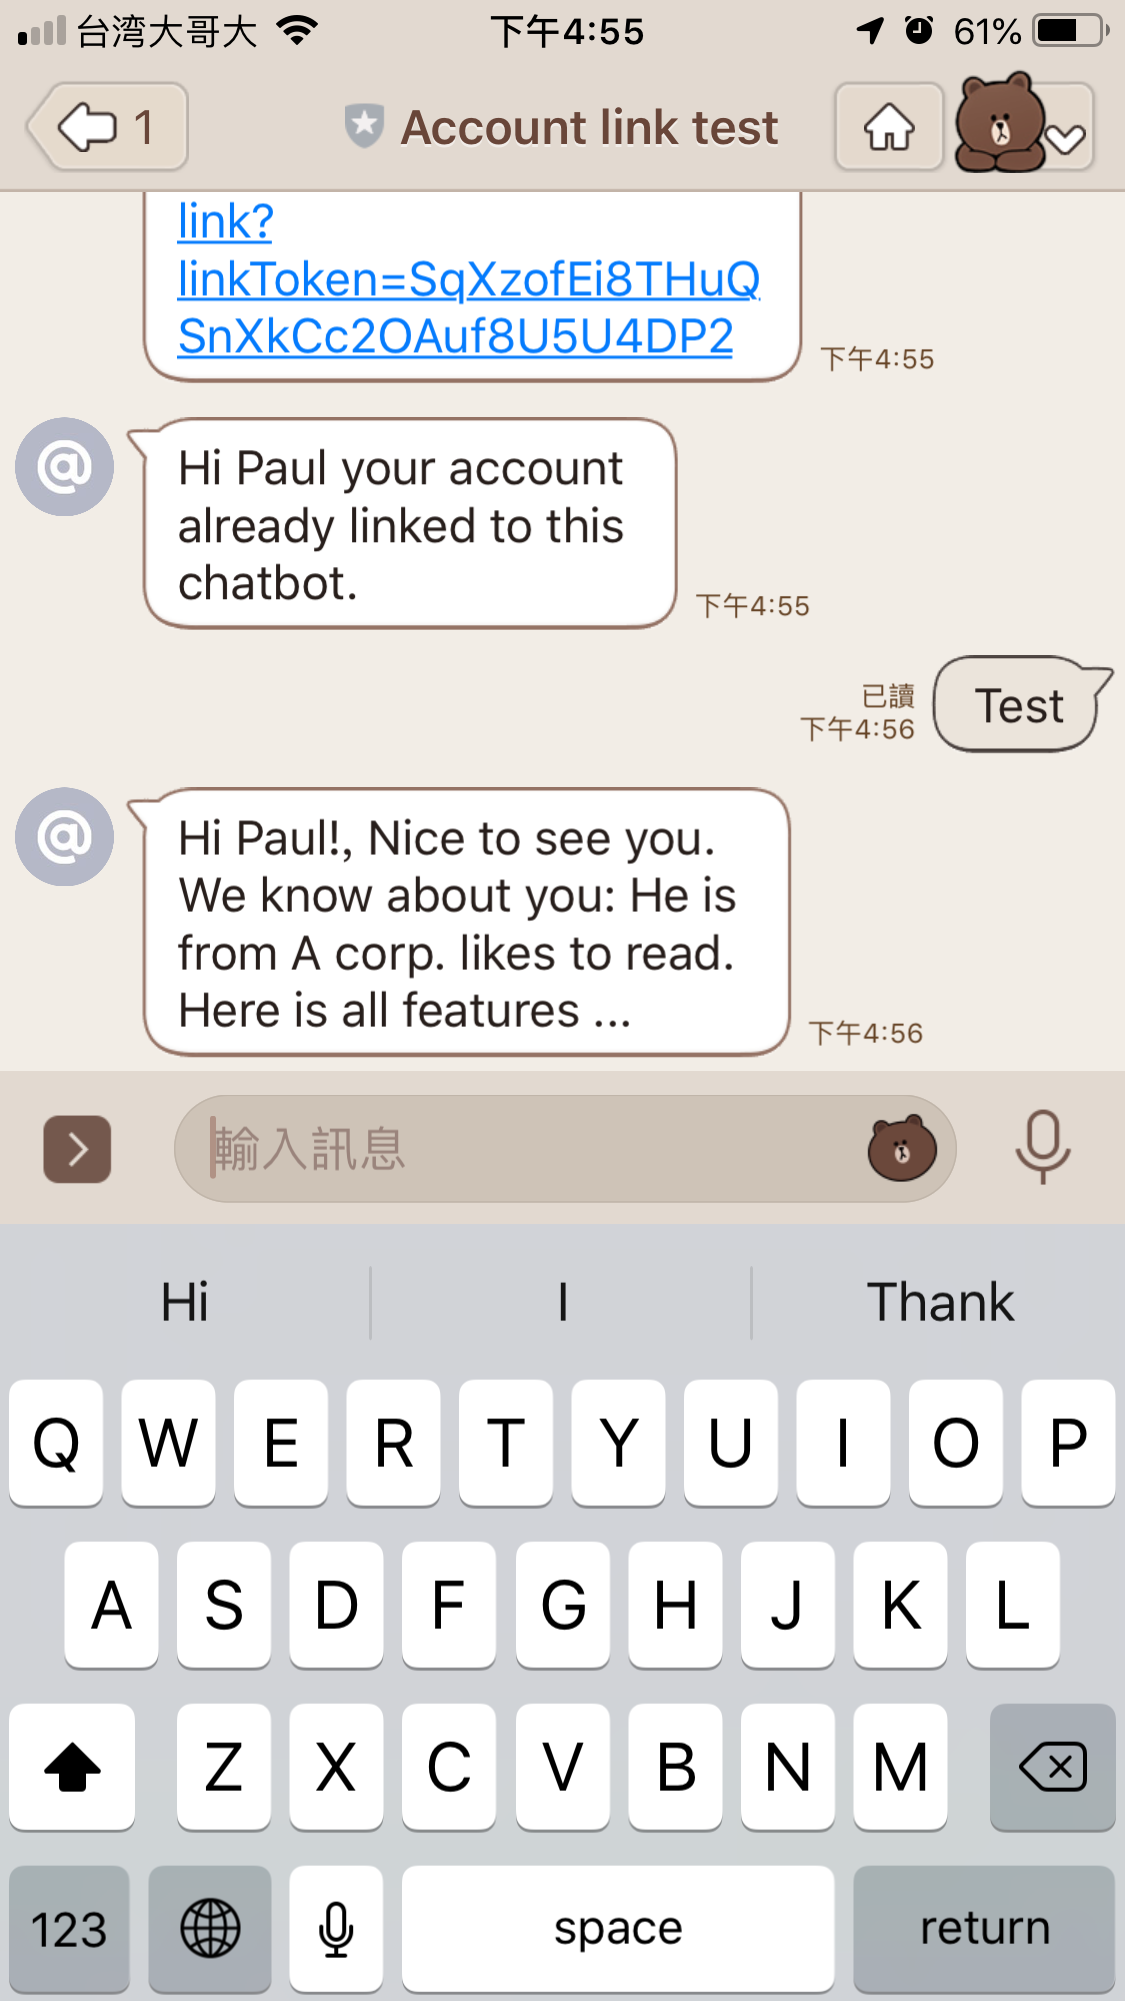 台湾大哥大 下午4:55 61%
1 Account link test
link?
linkToken=SqXzofEi8THuQ
SnXkCc2OAuf8U5U4DP2
下午4:55
@
Hi Paul your account
already linked to this
chatbot.
下午4:55
已讀
下午4:56
Test
@
Hi Paul!, Nice to see you.
We know about you: He is
from A corp. likes to read.
Here is all features ...
下午4:56
輸入訊息
Hi I Thank
Q W E R T Y U I O P
A S D F G H J K L
Z X C V B N M
123 space return